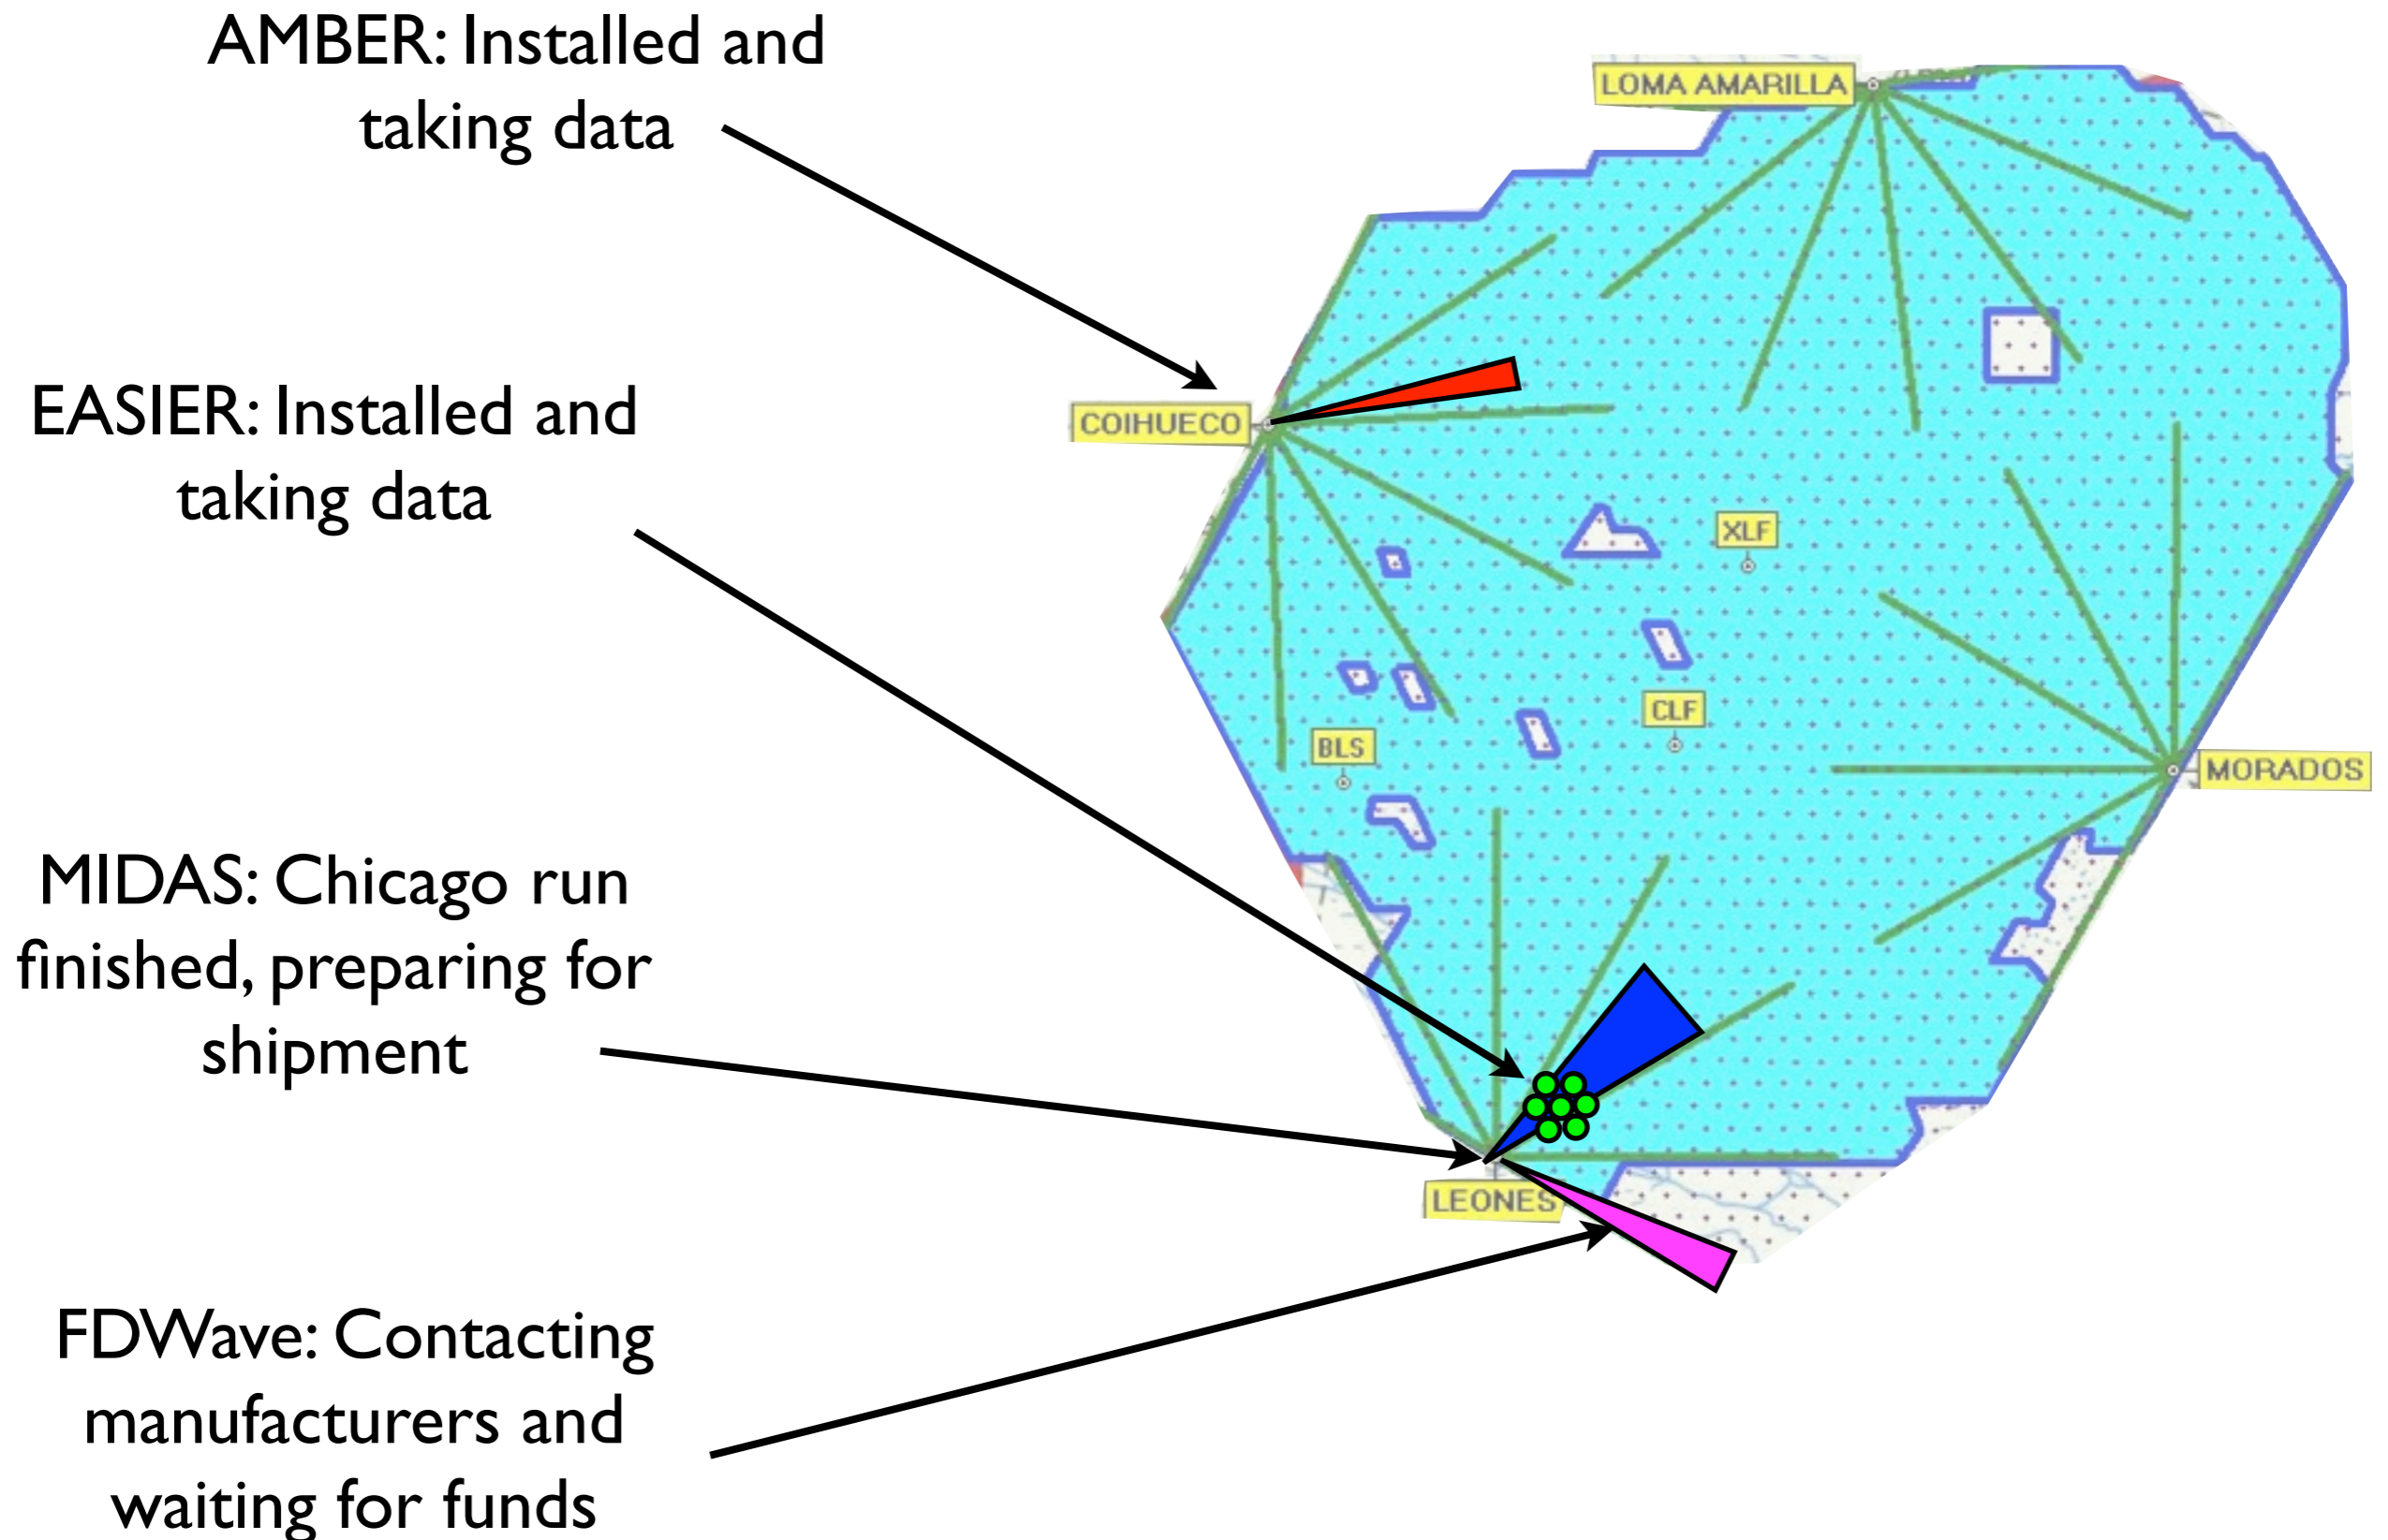 AMBER: Installed and
taking data
EASIER: Installed and
taking data
MIDAS: Chicago run
finished, preparing for
shipment
FDWave: Contacting
manufacturers and
waiting for funds
LOMA AMARILLA
COIHUECO
XLF
CLF
BLS
MORADOS
LEONES